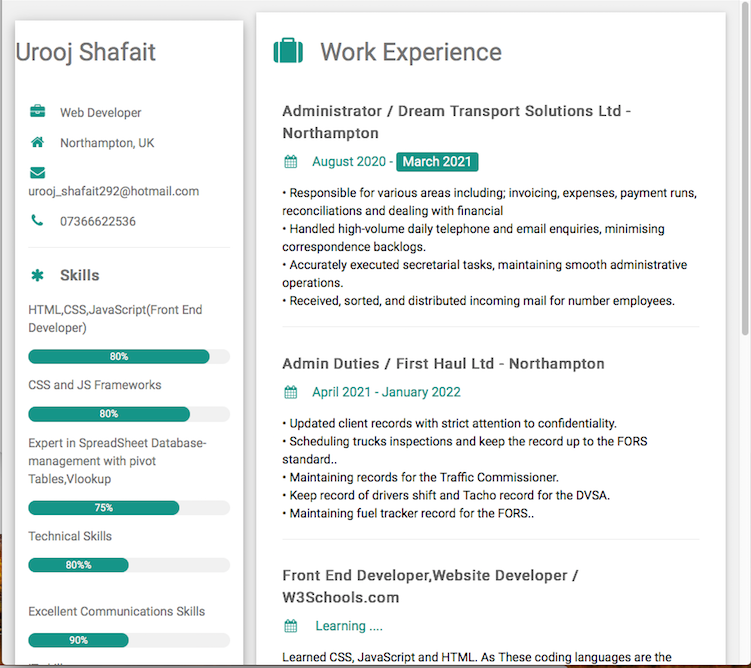 Urooj Shafait
Web Developer
Northampton, UK
urooj_shafait292@hotmail.com
07366622536
Skills
HTML,CSS,JavaScript(Front End
Developer)
80%
CSS and JS Frameworks
80%
Expert in SpreadSheet Database-
management with pivot
Tables,Vlookup
75%
Technical Skills
80%%
Excellent Communications Skills
90%
Work Experience
Administrator / Dream Transport Solutions Ltd -
Northampton
August 2020 - March 2021
• Responsible for various areas including; invoicing, expenses, payment runs,
reconciliations and dealing with financial
• Handled high-volume daily telephone and email enquiries, minimising
correspondence backlogs.
• Accurately executed secretarial tasks, maintaining smooth administrative
operations.
• Received, sorted, and distributed incoming mail for number employees.
Admin Duties / First Haul Ltd - Northampton
April 2021 - January 2022
• Updated client records with strict attention to confidentiality.
• Scheduling trucks inspections and keep the record up to the FORS
standard..
• Maintaining records for the Traffic Commissioner.
• Keep record of drivers shift and Tacho record for the DVSA.
• Maintaining fuel tracker record for the FORS..
Front End Developer,Website Developer /
W3Schools.com
Learning ....
Learned CSS, JavaScript and HTML. As These coding languages are the